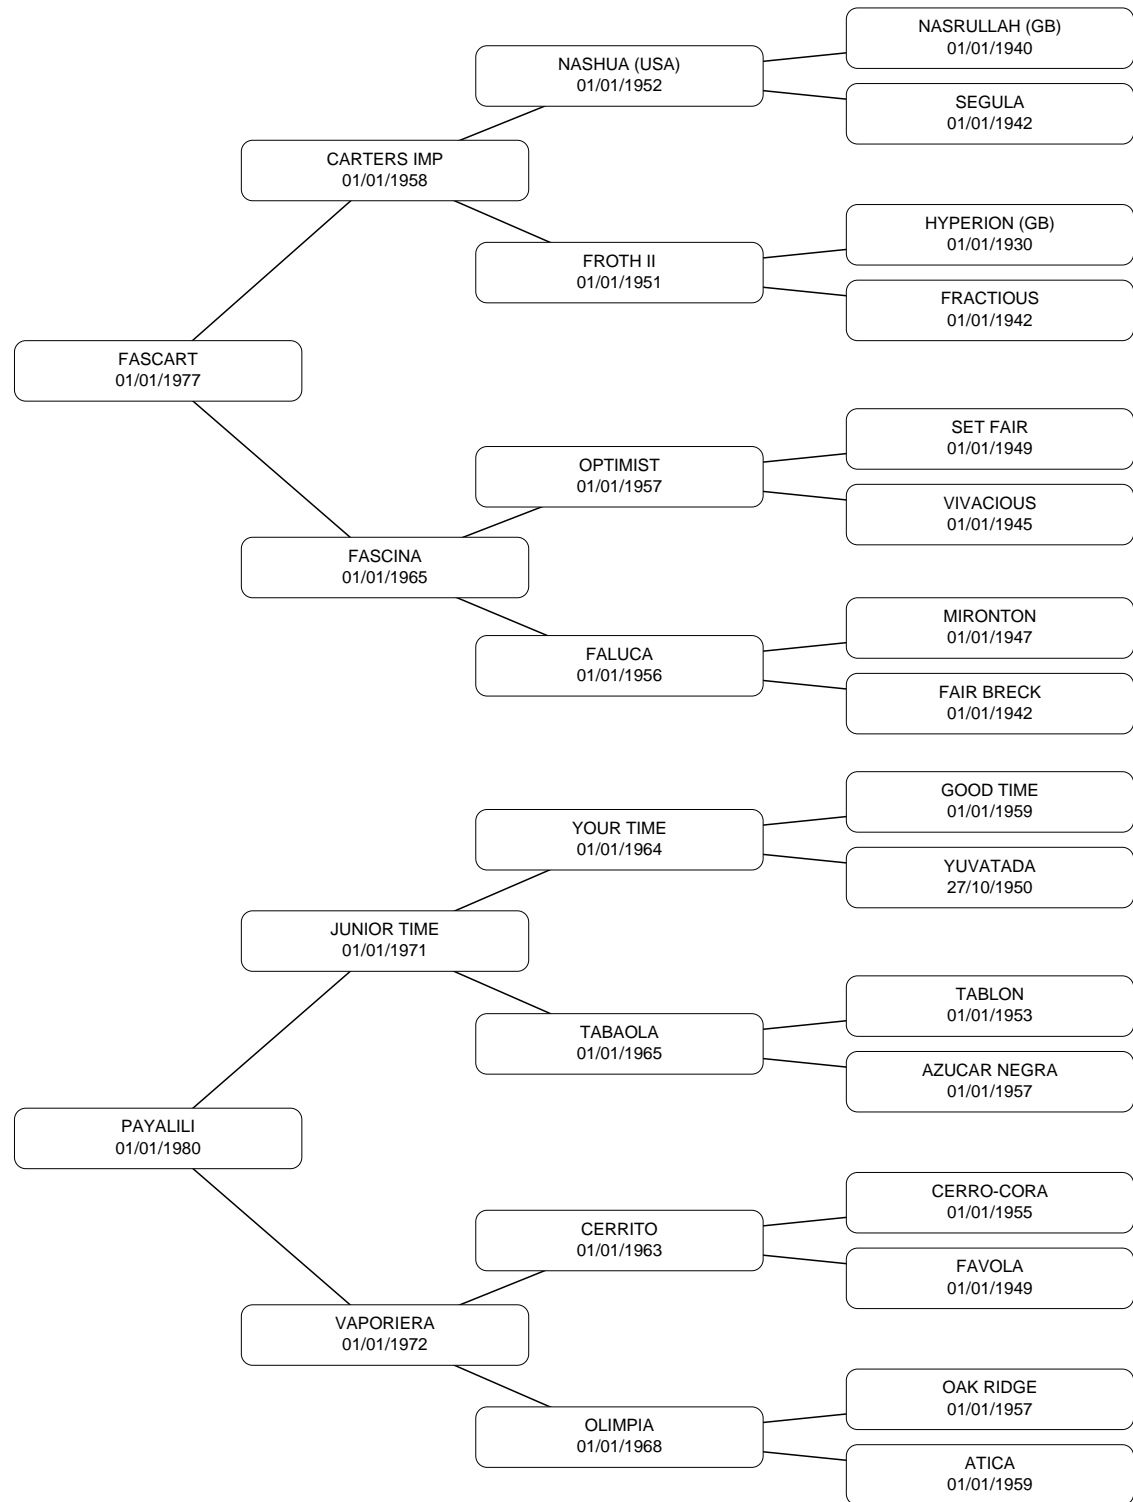 NASRULLAH (GB)
01/01/1940
NASHUA (USA)
01/01/1952
SEGULA
01/01/1942
CARTERS IMP
01/01/1958
HYPERION (GB)
01/01/1930
FROTH II
01/01/1951
FRACTIOUS
01/01/1942
FASCART
01/01/1977
SET FAIR
01/01/1949
OPTIMIST
01/01/1957
VIVACIOUS
01/01/1945
FASCINA
01/01/1965
MIRONTON
01/01/1947
FALUCA
01/01/1956
FAIR BRECK
01/01/1942
GOOD TIME
01/01/1959
YOUR TIME
01/01/1964
YUVATADA
27/10/1950
JUNIOR TIME
01/01/1971
TABLON
01/01/1953
TABAOLA
01/01/1965
AZUCAR NEGRA
01/01/1957
PAYALILI
01/01/1980
CERRO-CORA
01/01/1955
CERRITO
01/01/1963
FAVOLA
01/01/1949
VAPORIERA
01/01/1972
OAK RIDGE
01/01/1957
OLIMPIA
01/01/1968
ATICA
01/01/1959